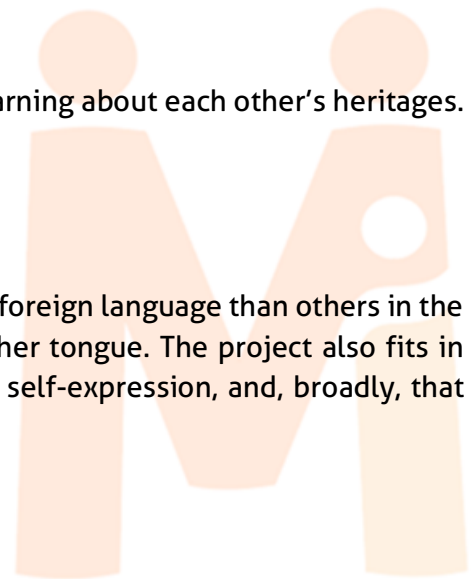 arning about each other's heritages.
foreign language than others in the
her tongue. The project also fits in
self-expression, and, broadly, that